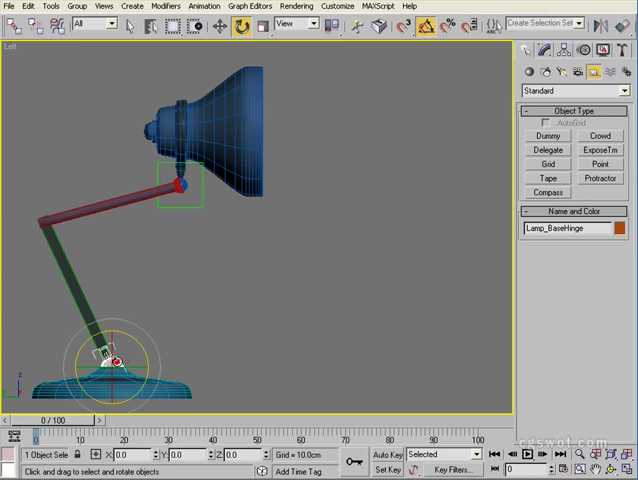 File Edit Tools Group Views Create Modifiers Animation Graph Editors Rendering Customize MAXScript Help
All View Create Selection Set
Left
Standard
- Object Type
AutoGrid
Dummy Crowd
Delegate ExposeTm
Grid Point
Tape Protractor
Compass
- Name and Color
Lamp_BaseHinge
z
0 / 100
0 10 20 30 40 50 60 70 80 90 100
cgswot.com
1 Object Sele X: 0.0 Y: 0.0 Z: 0.0 Grid = 10.0cm Auto Key Selected
Click and drag to select and rotate objects Add Time Tag Set Key Key Filters... 0